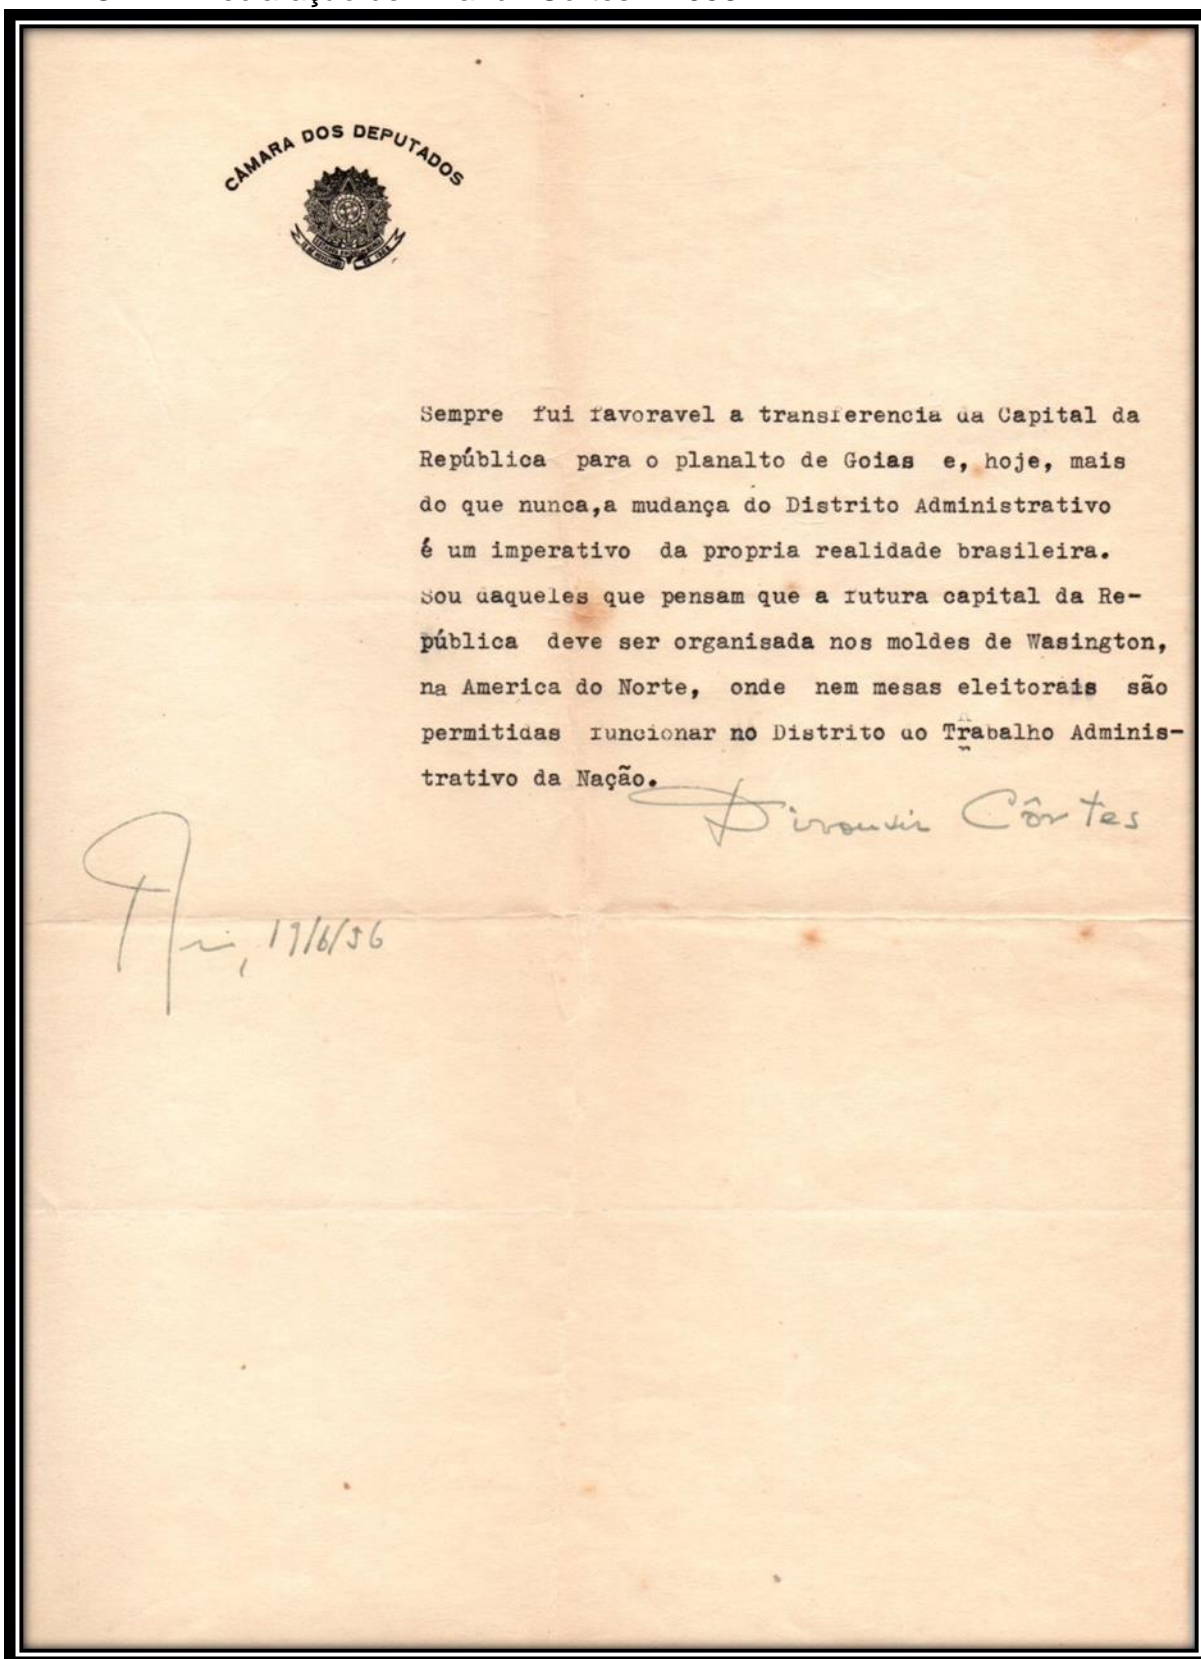 CÂMARA DOS DEPUTADOS
Sempre fui favoravel a transferencia da Capital da
República para o planalto de Goias e, hoje, mais
do que nunca,a mudança do Distrito Administrativo
é um imperativo da propria realidade brasileira.
Sou daqueles que pensam que a futura capital da Re-
pública deve ser organisada nos moldes de Wasington,
na America do Norte, onde nem mesas eleitorais são
permitidas funcionar no Distrito do Trabalho Adminis-
trativo da Nação.
Côrtes
Rio, 19/6/56